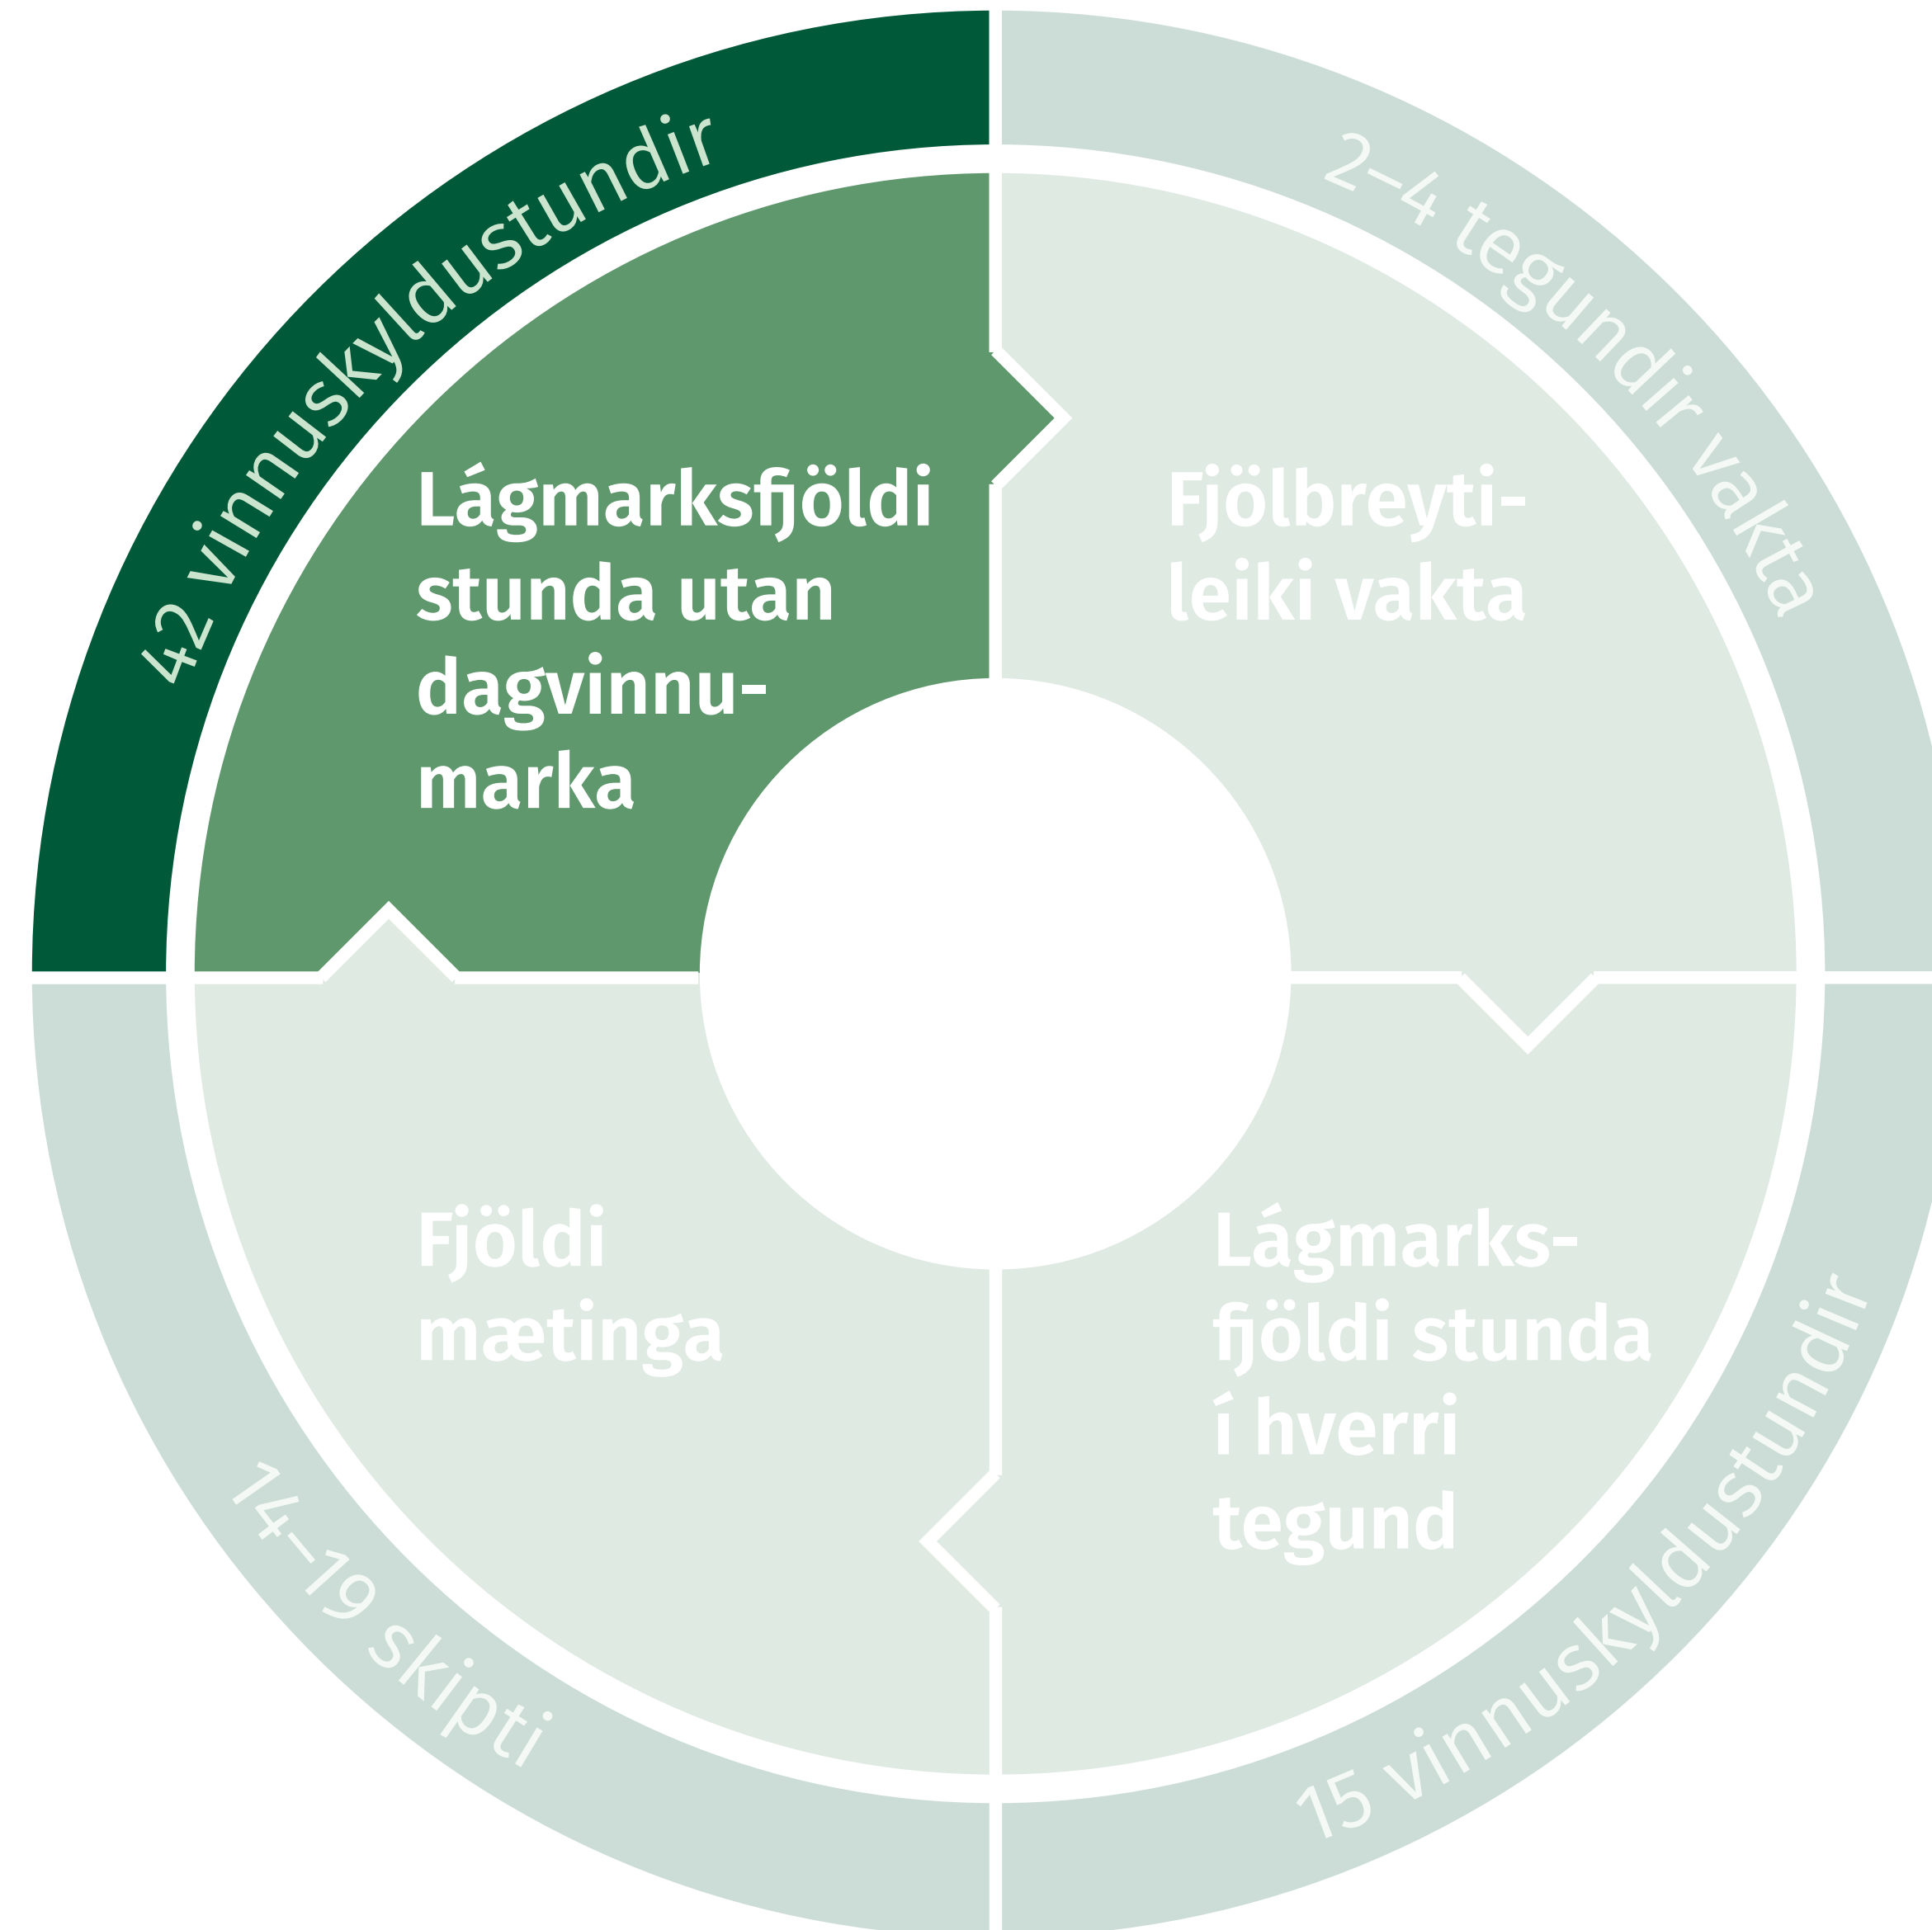 42 vinnuskyldustundir
Lágmarksfjöldi
stunda utan
dagvinnu-
marka
2-4 tegundir vakta
Fjölbreyti-
leiki vakta
Fjöldi
mætinga
14-19 skipti
Lágmarks-
fjöldi stunda
í hverri
tegund
15 vinnuskyldustundir